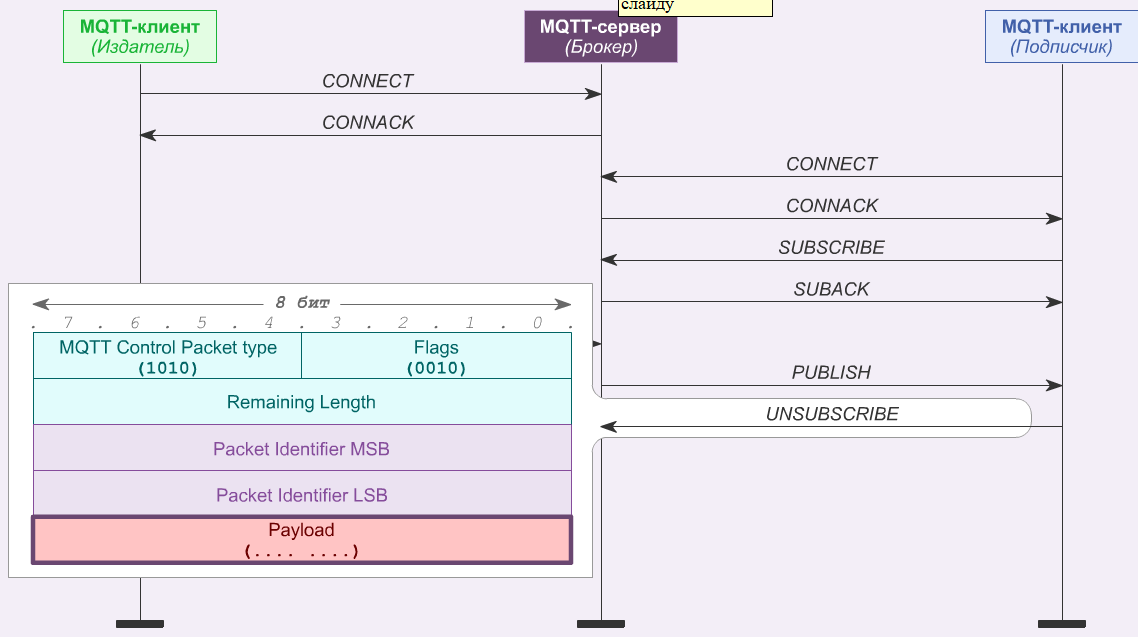 слайду
MQTT-клиент
(Издатель)
MQTT-сервер
(Брокер)
MQTT-клиент
(Подписчик)
CONNECT
CONNACK
CONNECT
CONNACK
SUBSCRIBE
SUBACK
8 бит
. 7 . 6 . 5 . 4 . 3 . 2 . 1 . 0 .
MQTT Control Packet type
(1010)
Flags
(0010)
PUBLISH
Remaining Length
UNSUBSCRIBE
Packet Identifier MSB
Packet Identifier LSB
Payload
(.... ....)